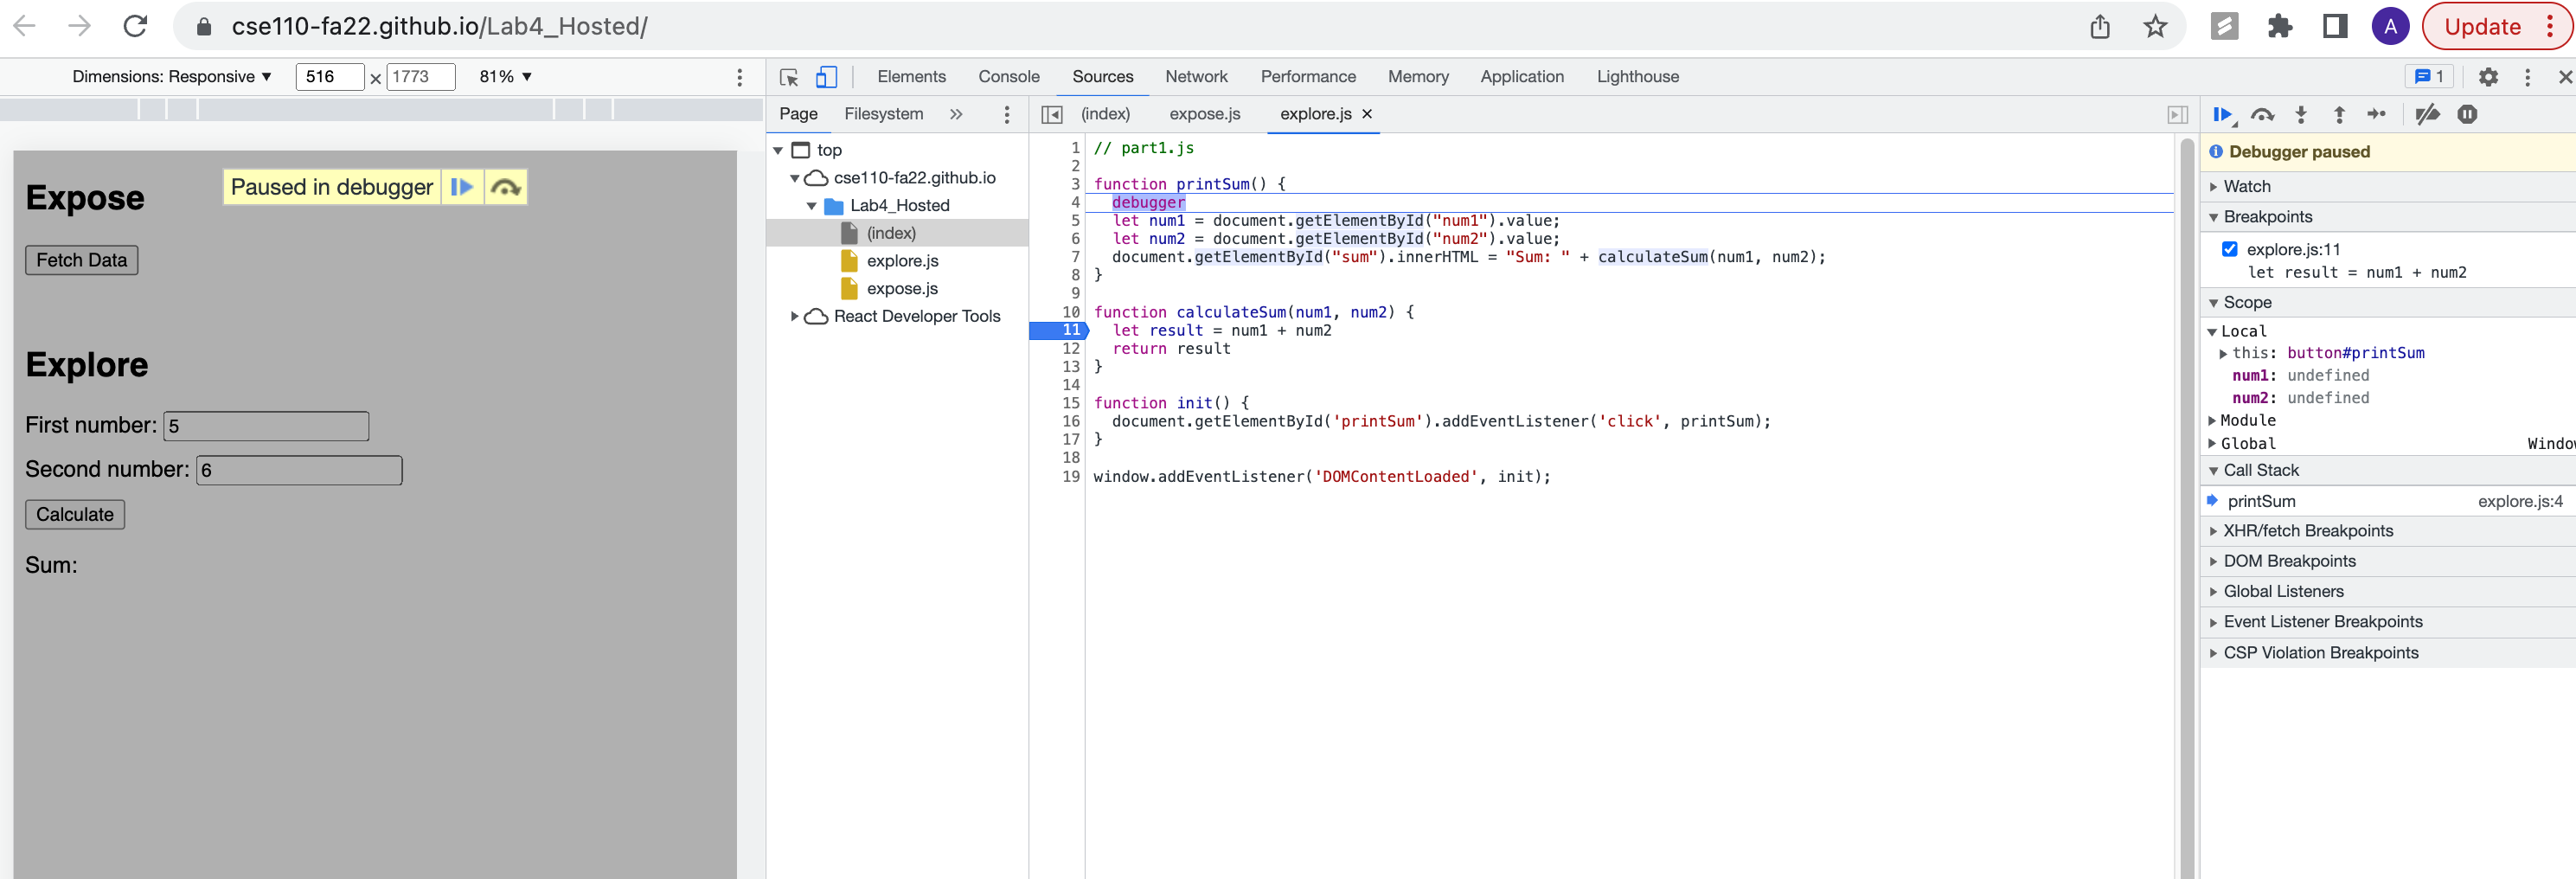 cse110-fa22.github.io/Lab4_Hosted/
A
Update
Dimensions: Responsive ▼ 516 × 1773 81% ▼
Elements Console Sources Network Performance Memory Application Lighthouse 1
Page Filesystem » (index) expose.js explore.js ×
Expose
Paused in debugger
Fetch Data
Explore
First number: 5
Second number: 6
Calculate
Sum:
top
cse110-fa22.github.io
Lab4_Hosted
(index)
explore.js
expose.js
React Developer Tools
1 // part1.js
2
3 function printSum() {
4 debugger
5 let num1 = document.getElementById("num1").value;
6 let num2 = document.getElementById("num2").value;
7 document.getElementById("sum").innerHTML = "Sum: " + calculateSum(num1, num2);
8 }
9
10 function calculateSum(num1, num2) {
11 let result = num1 + num2
12 return result
13 }
14
15 function init() {
16 document.getElementById('printSum').addEventListener('click', printSum);
17 }
18
19 window.addEventListener('DOMContentLoaded', init);
Debugger paused
Watch
Breakpoints
explore.js:11
let result = num1 + num2
Scope
Local
this: button#printSum
num1: undefined
num2: undefined
Module
Global Windo
Call Stack
printSum explore.js:4
XHR/fetch Breakpoints
DOM Breakpoints
Global Listeners
Event Listener Breakpoints
CSP Violation Breakpoints